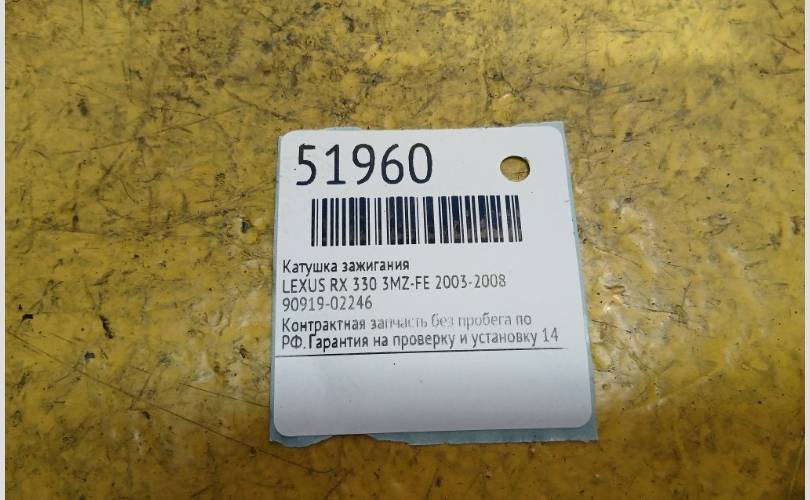 51960
Катушка зажигания
LEXUS RX 330 3MZ-FE 2003-2008
90919-02246
Контрактная запчасть без пробега по
РФ. Гарантия на проверку и установку 14